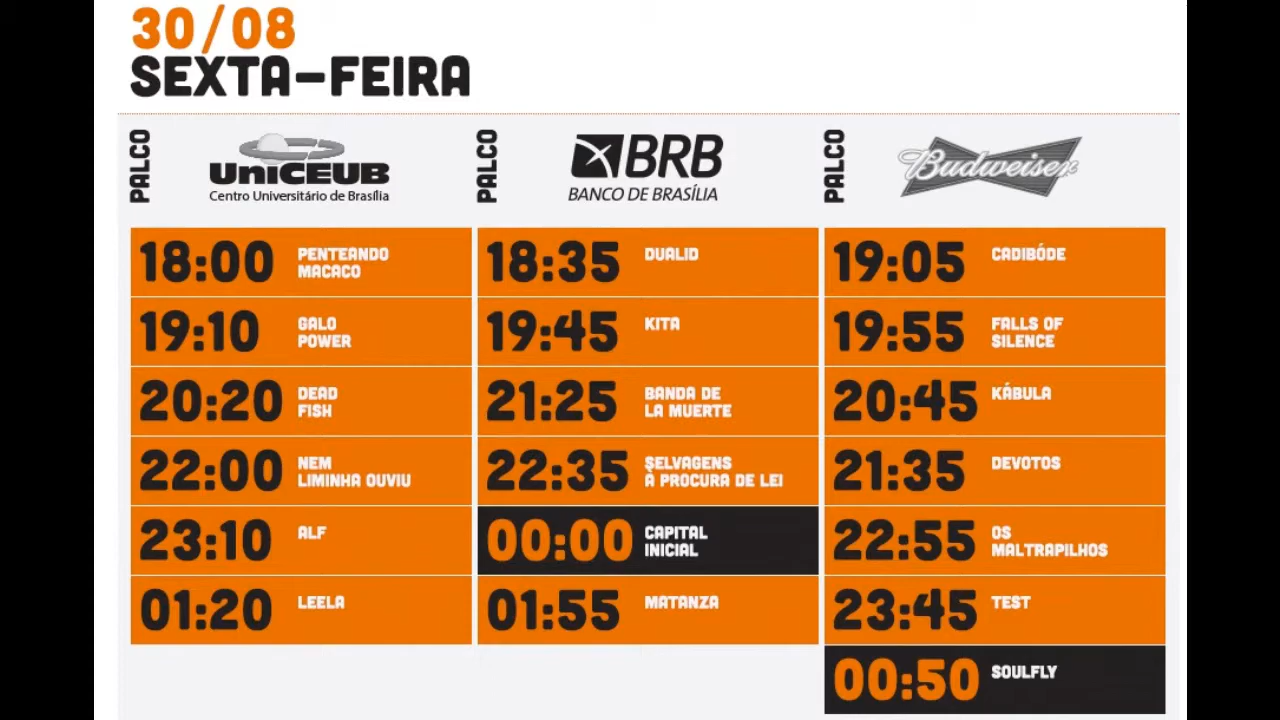 30/08
SEXTA-FEIRA
PALCO
UniCEUB
Centro Universitário de Brasília
18:00 PENTEANDO
MACACO
19:10 GALO
POWER
20:20 DEAD
FISH
22:00 NEM
LIMINHA OUVIU
23:10 ALF
01:20 LEELA
PALCO
BRB
BANCO DE BRASÍLIA
18:35 DUALID
19:45 KITA
21:25 BANDA DE
LA MUERTE
22:35 SELVAGENS
À PROCURA DE LEI
00:00 CAPITAL
INICIAL
01:55 MATANZA
PALCO
Budweiser
19:05 CADIBÓDE
19:55 FALLS OF
SILENCE
20:45 KÁBULA
21:35 DEVOTOS
22:55 OS
MALTRAPILHOS
23:45 TEST
00:50 SOULFLY